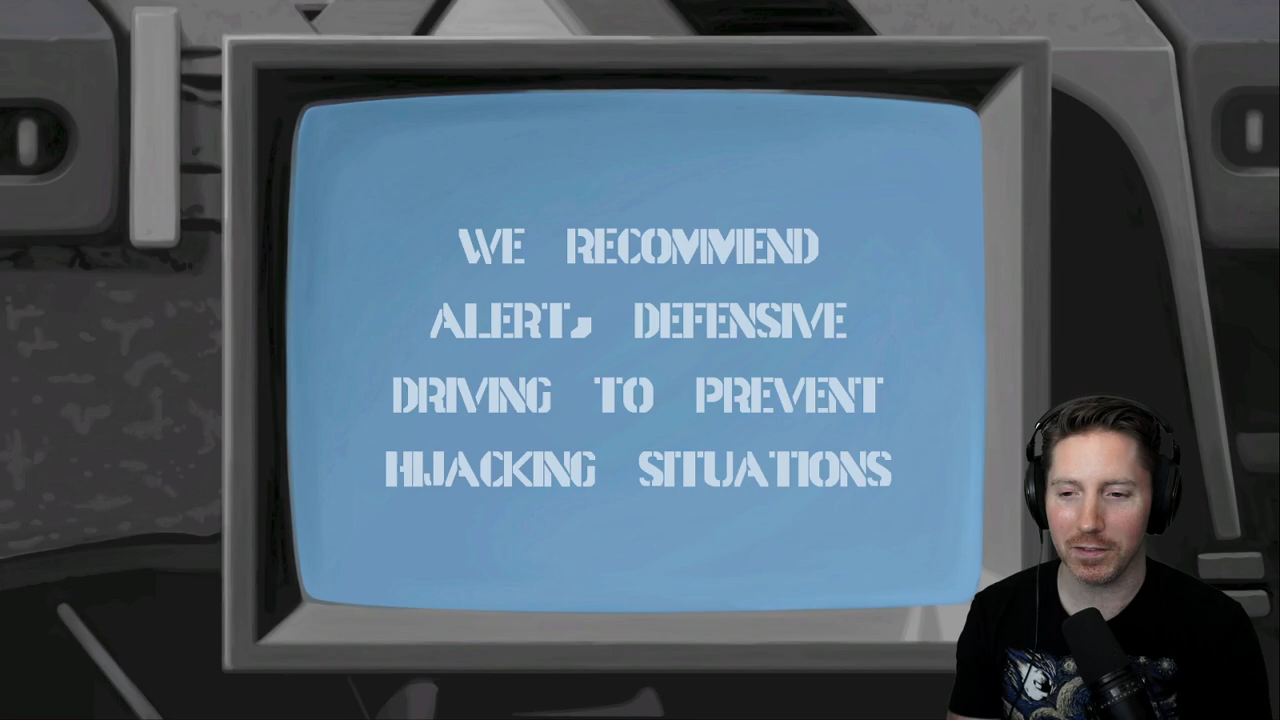 WE RECOMMEND
ALERT, DEFENSIVE
DRIVING TO PREVENT
HIJACKING SITUATIONS